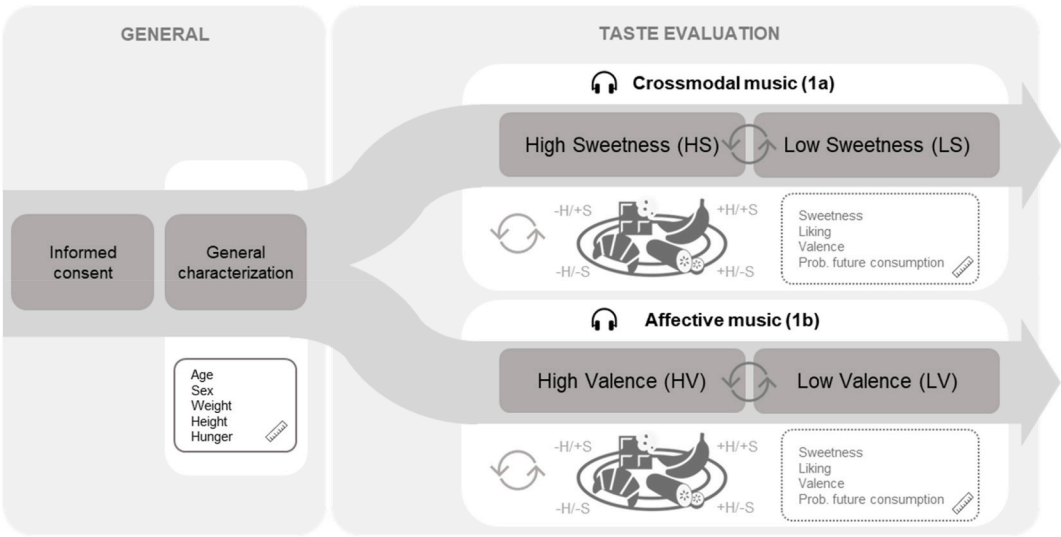 GENERAL
Informed
consent
General
characterization
Age
Sex
Weight
Height
Hunger
TASTE EVALUATION
Crossmodal music (1a)
High Sweetness (HS)
Low Sweetness (LS)
-H/+S
+H/+S
-H/-S
+H/-S
Sweetness
Liking
Valence
Prob. future consumption
Affective music (1b)
High Valence (HV)
Low Valence (LV)
-H/+S
+H/+S
-H/-S
+H/-S
Sweetness
Liking
Valence
Prob. future consumption